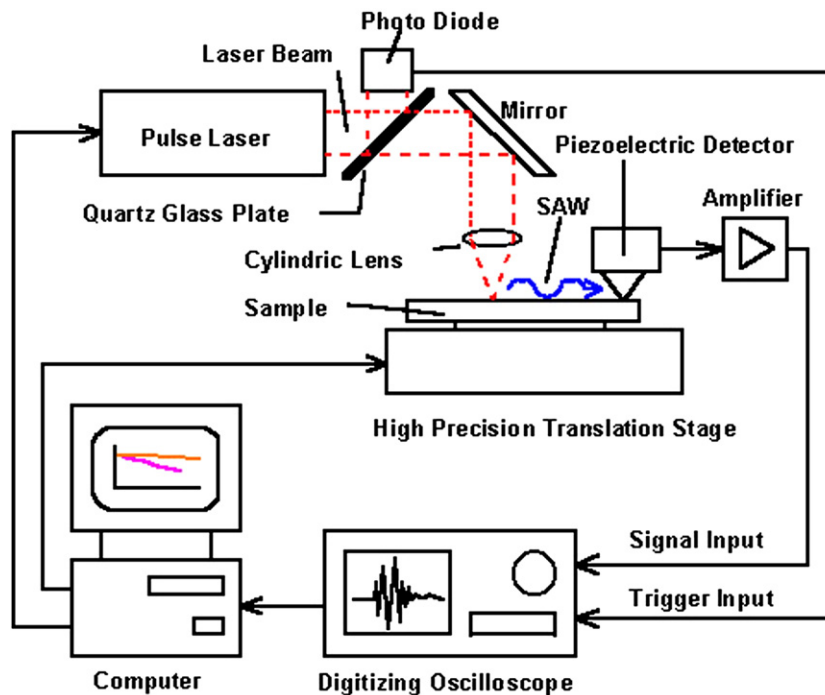 Photo Diode
Laser Beam
Mirror
Pulse Laser
Piezoelectric Detector
Quartz Glass Plate
SAW
Amplifier
Cylindric Lens
Sample
High Precision Translation Stage
Signal Input
Trigger Input
Computer
Digitizing Oscilloscope